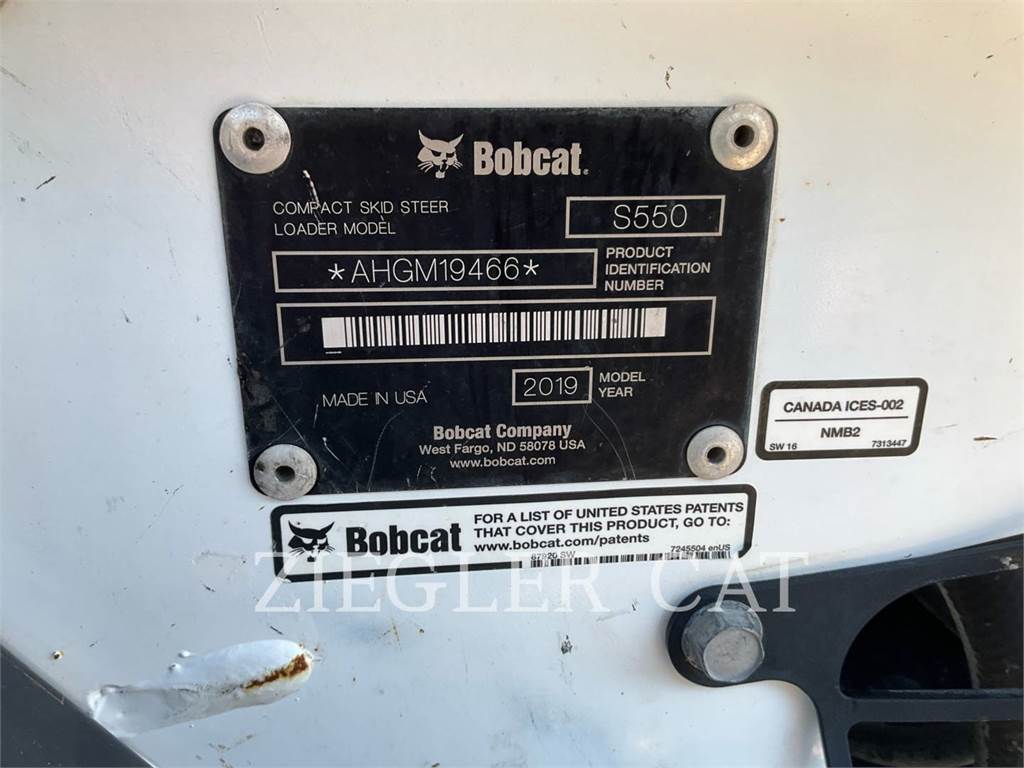 Bobcat.
COMPACT SKID STEER
LOADER MODEL
S550
*AHGM19466*
PRODUCT
IDENTIFICATION
NUMBER
MADE IN USA
2019
MODEL
YEAR
Bobcat Company
West Fargo, ND 58078 USA
www.bobcat.com
CANADA ICES-002
NMB2
SW 16
7313447
Bobcat
FOR A LIST OF UNITED STATES PATENTS
THAT COVER THIS PRODUCT, GO TO:
www.bobcat.com/patents
67920 SW
7245504 enUS
ZIEGLER CAT